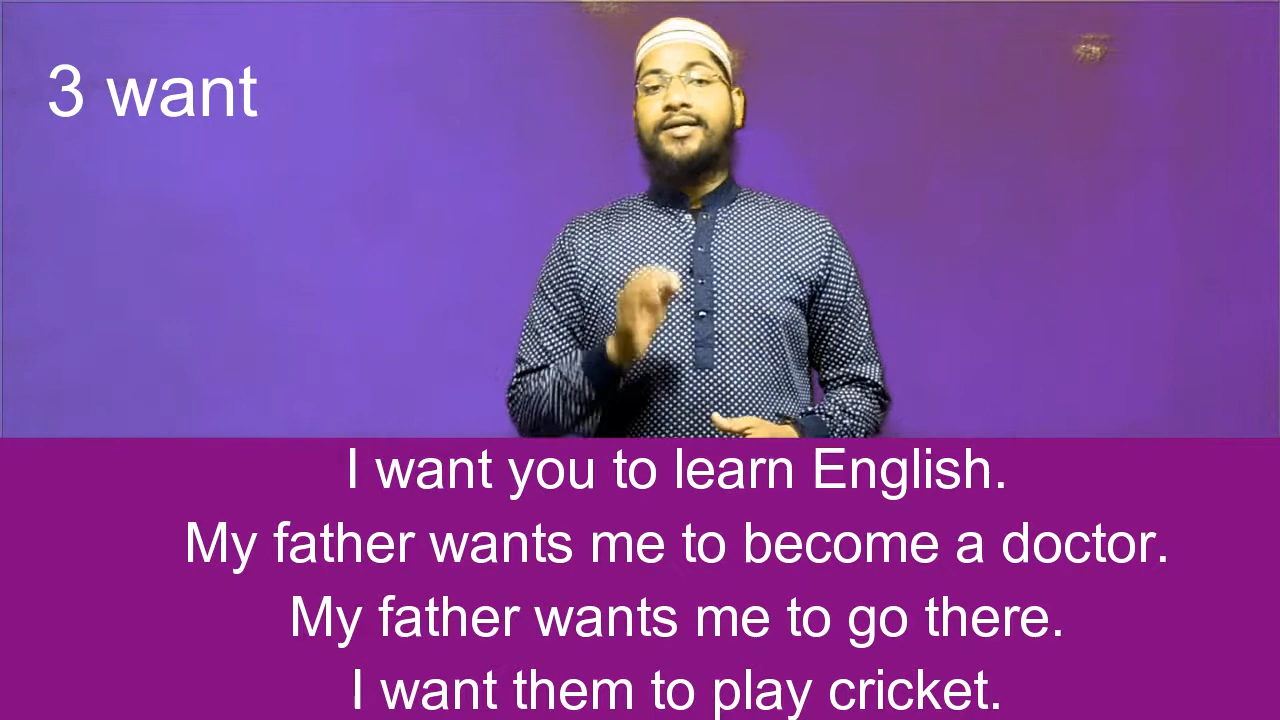 3 want
I want you to learn English.
My father wants me to become a doctor.
My father wants me to go there.
I want them to play cricket.